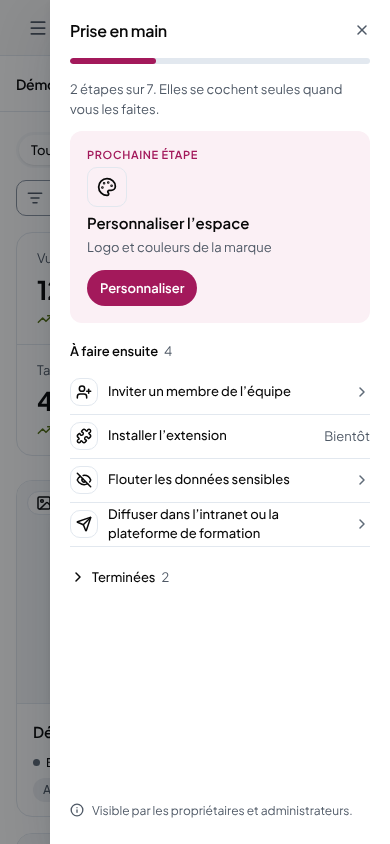 Prise en main
2 étapes sur 7. Elles se cochent seules quand
vous les faites.
PROCHAINE ÉTAPE
Personnaliser l’espace
Logo et couleurs de la marque
Personnaliser
À faire ensuite 4
Inviter un membre de l’équipe
Installer l’extension
Bientôt
Flouter les données sensibles
Diffuser dans l’intranet ou la
plateforme de formation
Terminées 2
Visible par les propriétaires et administrateurs.